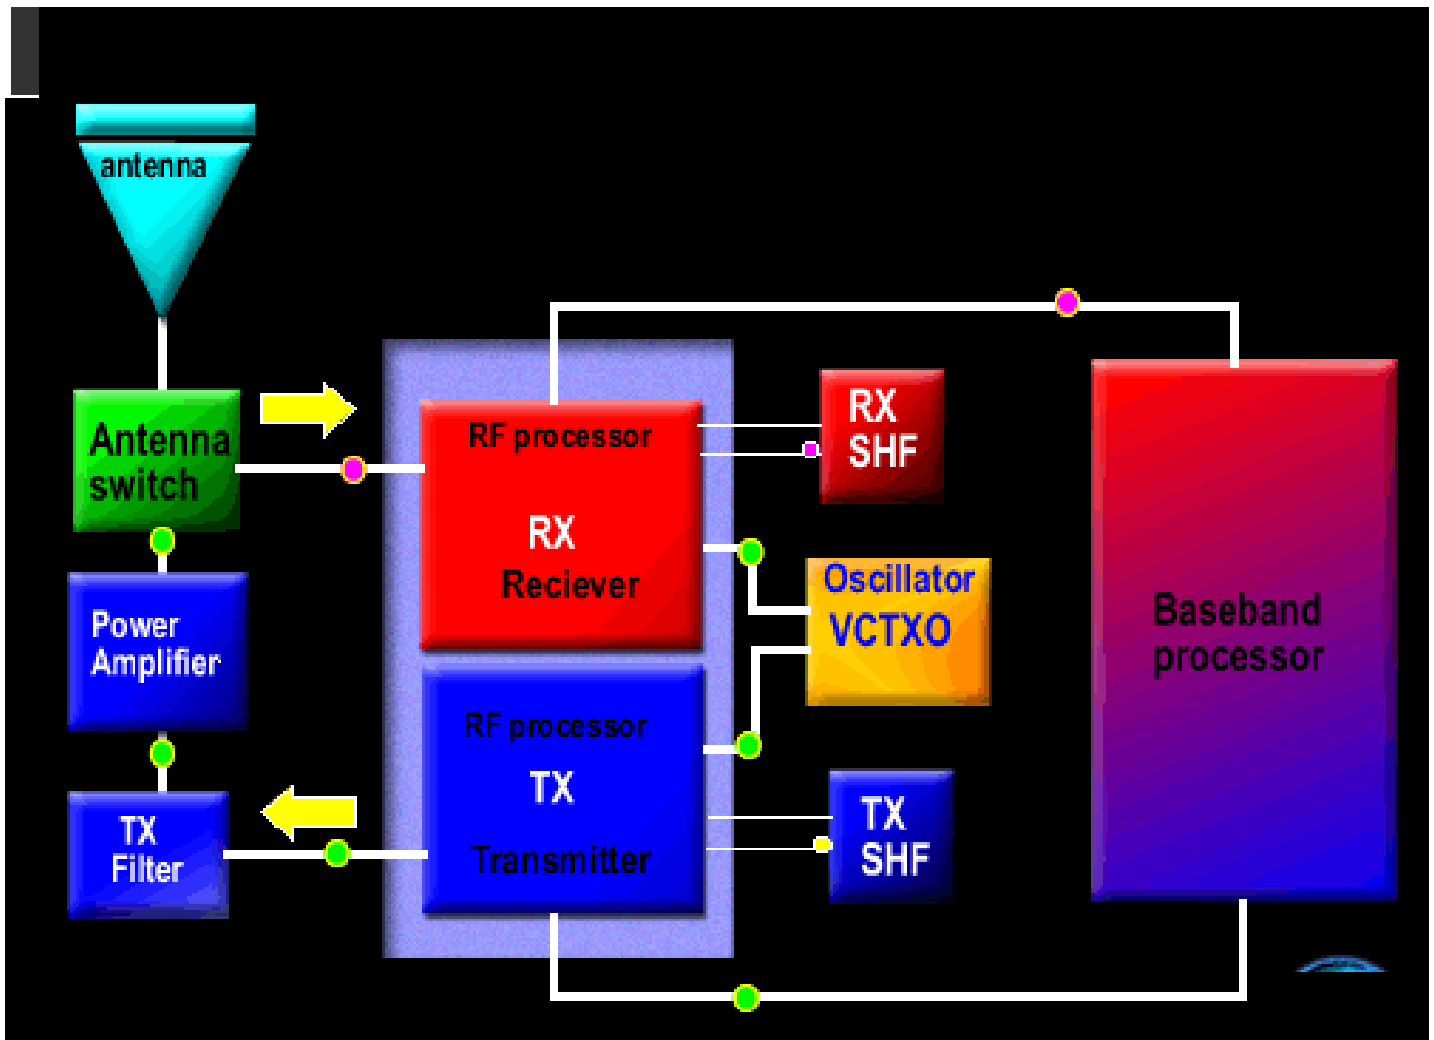 antenna
Antenna
switch
Power
Amplifier
TX
Filter
RF processor
RX
Reciever
RF processor
TX
Transmitter
RX
SHF
Oscillator
VCTXO
TX
SHF
Baseband
processor